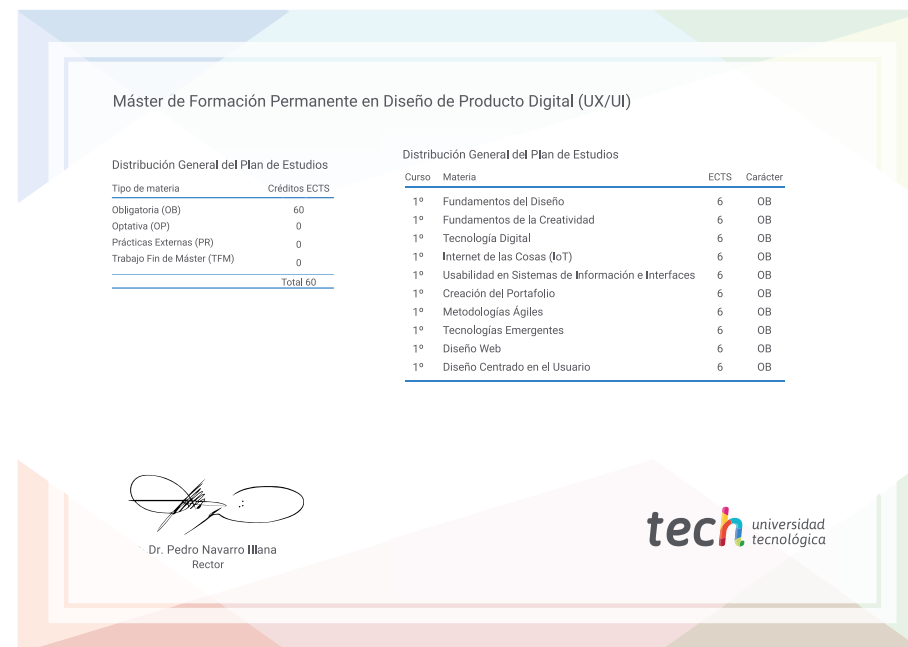 Máster de Formación Permanente en Diseño de Producto Digital (UX/UI)
Distribución General del Plan de Estudios
Tipo de materia Créditos ECTS
Obligatoria (OB) 60
Optativa (OP) 0
Prácticas Externas (PR) 0
Trabajo Fin de Máster (TFM) 0
Total 60
Distribución General del Plan de Estudios
Curso Materia ECTS Carácter
1º Fundamentos del Diseño 6 OB
1º Fundamentos de la Creatividad 6 OB
1º Tecnología Digital 6 OB
1º Internet de las Cosas (IoT) 6 OB
1º Usabilidad en Sistemas de Información e Interfaces 6 OB
1º Creación del Portafolio 6 OB
1º Metodologías Ágiles 6 OB
1º Tecnologías Emergentes 6 OB
1º Diseño Web 6 OB
1º Diseño Centrado en el Usuario 6 OB
Dr. Pedro Navarro Illana
Rector
tech universidad
tecnológica